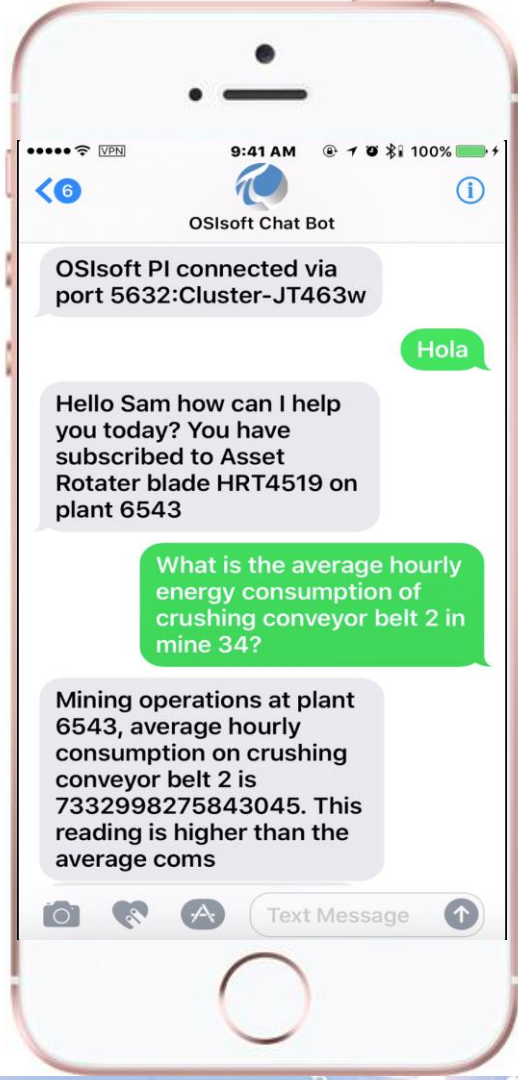 VPN 9:41 AM 100%
6
OSIsoft Chat Bot
OSIsoft PI connected via
port 5632:Cluster-JT463w
Hola
Hello Sam how can I help
you today? You have
subscribed to Asset
Rotater blade HRT4519 on
plant 6543
What is the average hourly
energy consumption of
crushing conveyor belt 2 in
mine 34?
Mining operations at plant
6543, average hourly
consumption on crushing
conveyor belt 2 is
7332998275843045. This
reading is higher than the
average coms
Text Message